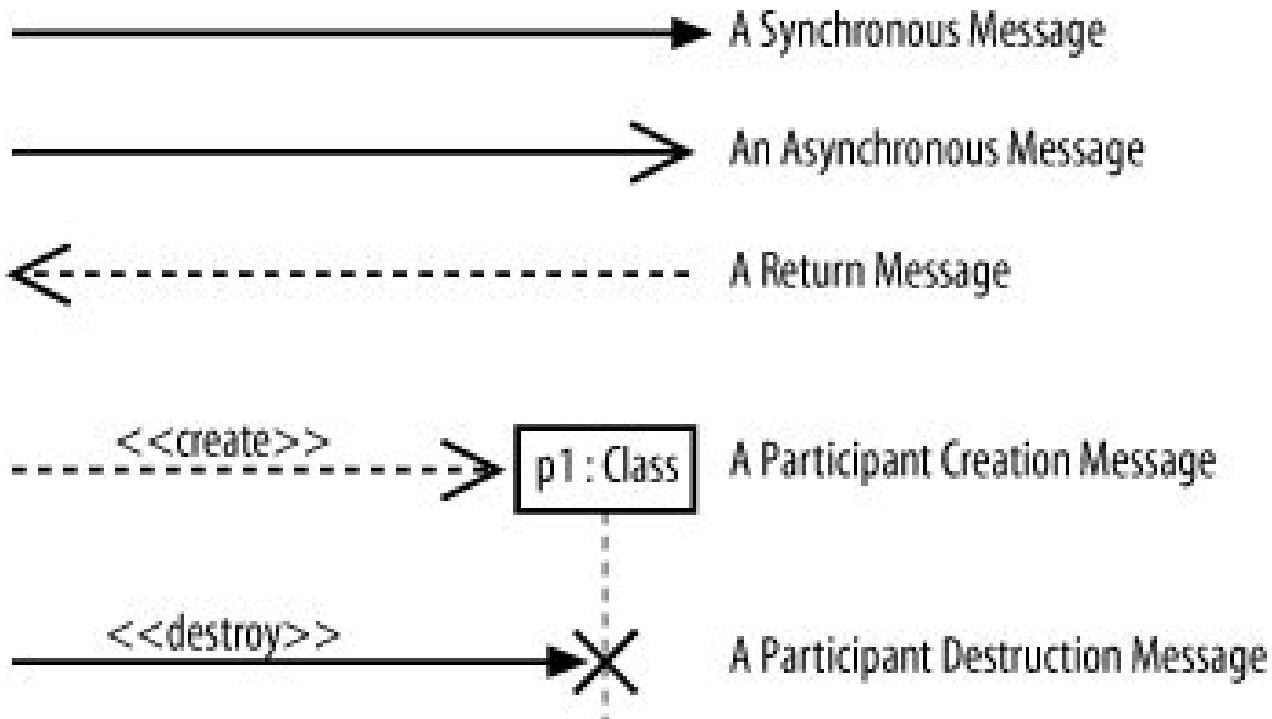 A Synchronous Message
An Asynchronous Message
A Return Message
<<create>>
p1 : Class
A Participant Creation Message
<<destroy>>
A Participant Destruction Message